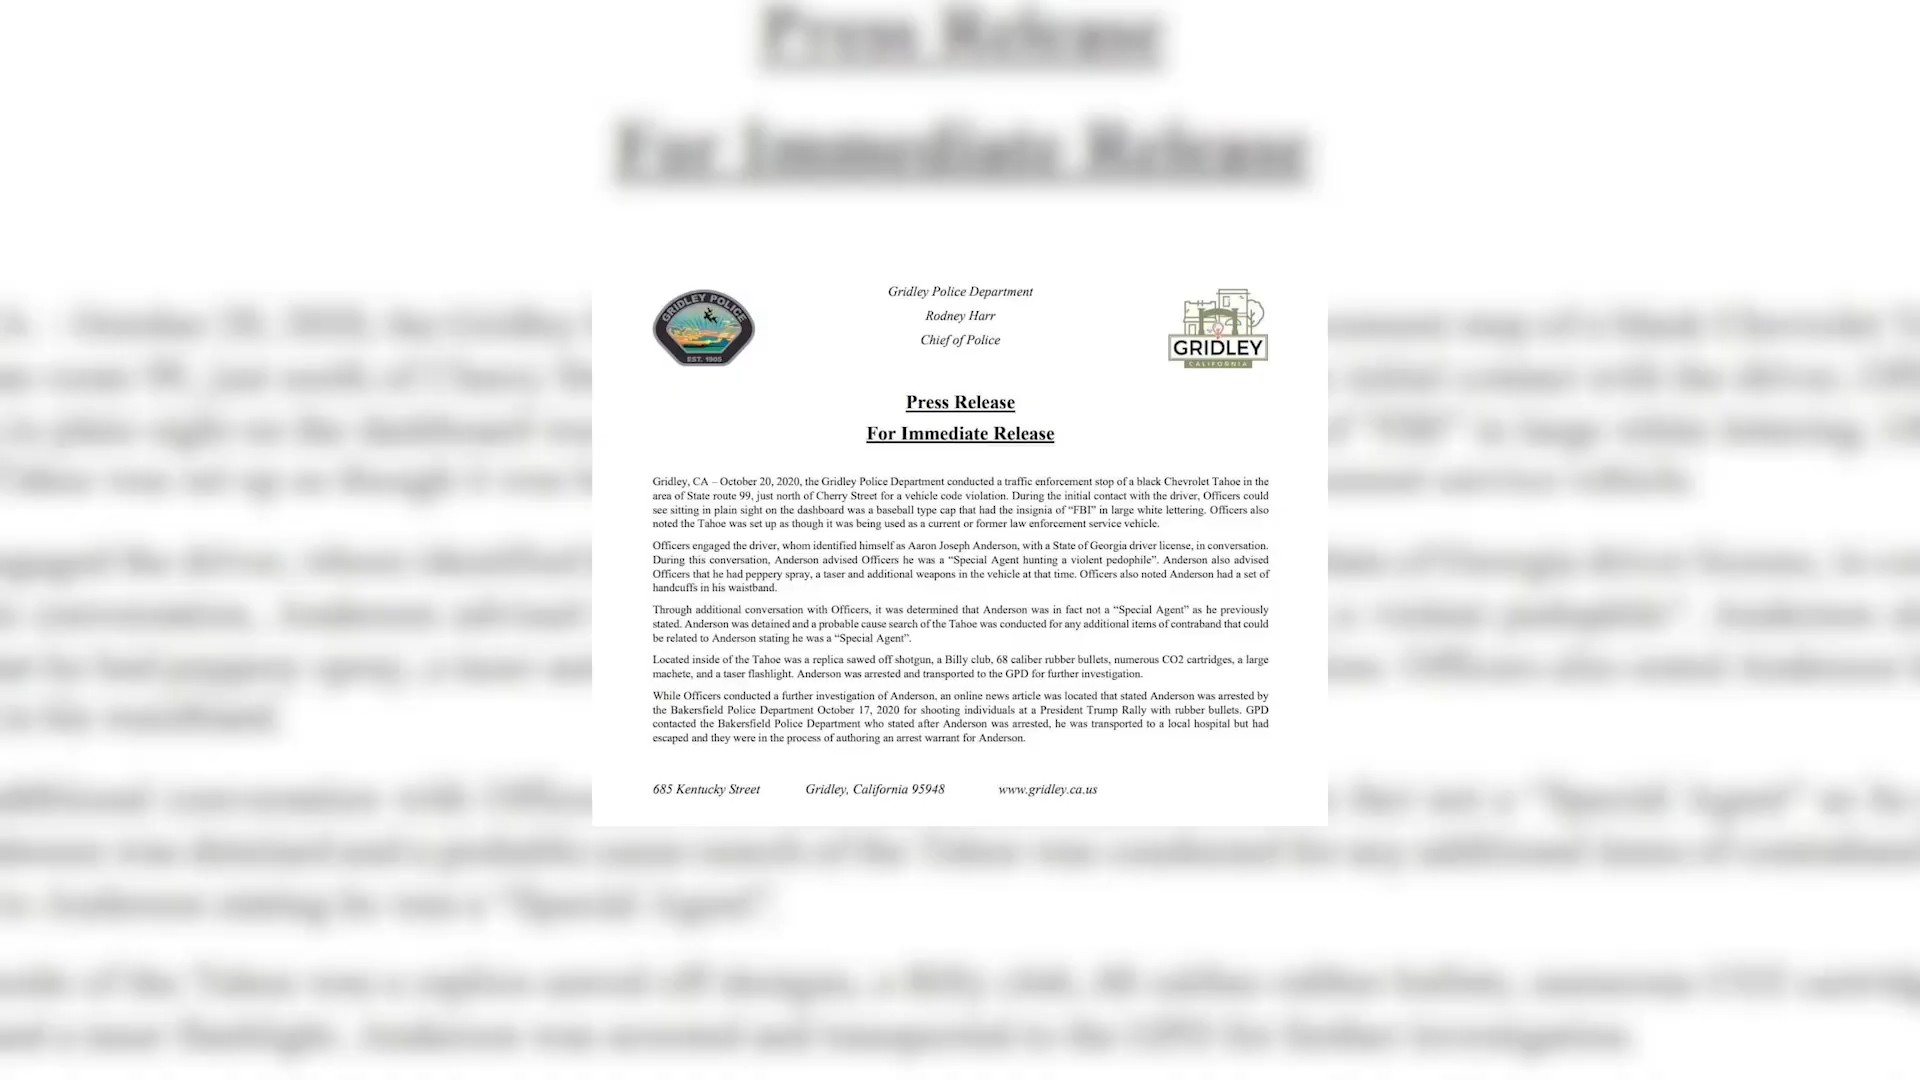 Press Release
For Immediate Release
GRIDLEY POLICE
EST. 1905
Gridley Police Department
Rodney Harr
Chief of Police
GRIDLEY
CALIFORNIA
Press Release
For Immediate Release
Gridley, CA – October 20, 2020, the Gridley Police Department conducted a traffic enforcement stop of a black Chevrolet Tahoe in the
area of State route 99, just north of Cherry Street for a vehicle code violation. During the initial contact with the driver, Officers could
see sitting in plain sight on the dashboard was a baseball type cap that had the insignia of “FBI” in large white lettering. Officers also
noted the Tahoe was set up as though it was being used as a current or former law enforcement service vehicle.
Officers engaged the driver, whom identified himself as Aaron Joseph Anderson, with a State of Georgia driver license, in conversation.
During this conversation, Anderson advised Officers he was a “Special Agent hunting a violent pedophile”. Anderson also advised
Officers that he had peppery spray, a taser and additional weapons in the vehicle at that time. Officers also noted Anderson had a set of
handcuffs in his waistband.
Through additional conversation with Officers, it was determined that Anderson was in fact not a “Special Agent” as he previously
stated. Anderson was detained and a probable cause search of the Tahoe was conducted for any additional items of contraband that could
be related to Anderson stating he was a “Special Agent”.
Located inside of the Tahoe was a replica sawed off shotgun, a Billy club, 68 caliber rubber bullets, numerous CO2 cartridges, a large
machete, and a taser flashlight. Anderson was arrested and transported to the GPD for further investigation.
While Officers conducted a further investigation of Anderson, an online news article was located that stated Anderson was arrested by
the Bakersfield Police Department October 17, 2020 for shooting individuals at a President Trump Rally with rubber bullets. GPD
contacted the Bakersfield Police Department who stated after Anderson was arrested, he was transported to a local hospital but had
escaped and they were in the process of authoring an arrest warrant for Anderson.
685 Kentucky Street Gridley, California 95948 www.gridley.ca.us